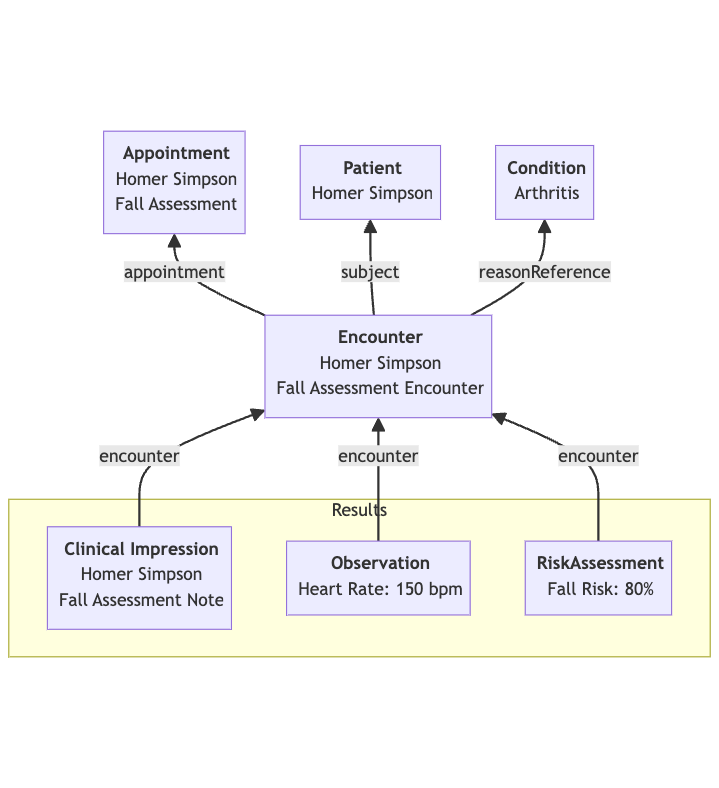 Appointment
Homer Simpson
Fall Assessment
Patient
Homer Simpson
Condition
Arthritis
appointment
subject
reasonReference
Encounter
Homer Simpson
Fall Assessment Encounter
encounter
encounter
encounter
Results
Clinical Impression
Homer Simpson
Fall Assessment Note
Observation
Heart Rate: 150 bpm
RiskAssessment
Fall Risk: 80%